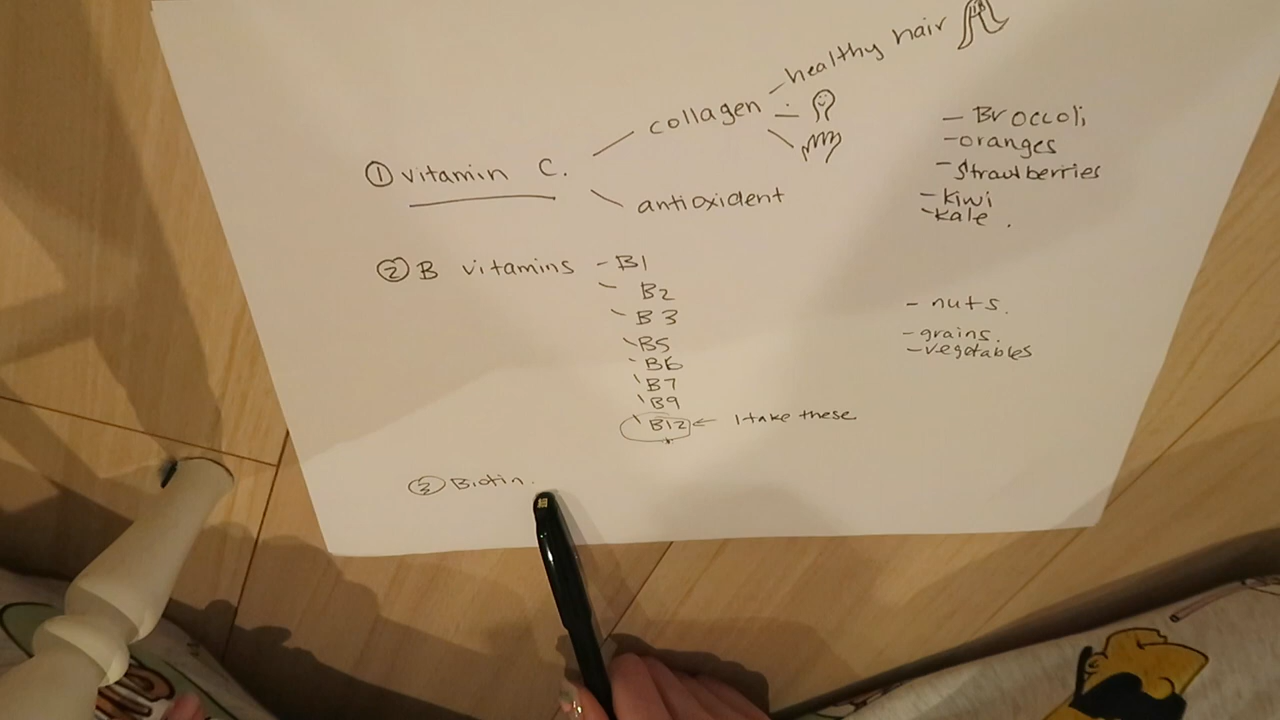 ① vitamin C.
collagen
healthy hair
antioxident
- Broccoli
- oranges
- Strawberries
- kiwi
- kale.
② B vitamins - B1
- B2
- B3
- B5
- B6
- B7
- B9
- B12 ← I take these
- nuts.
- grains.
- vegetables
③ Biotin.